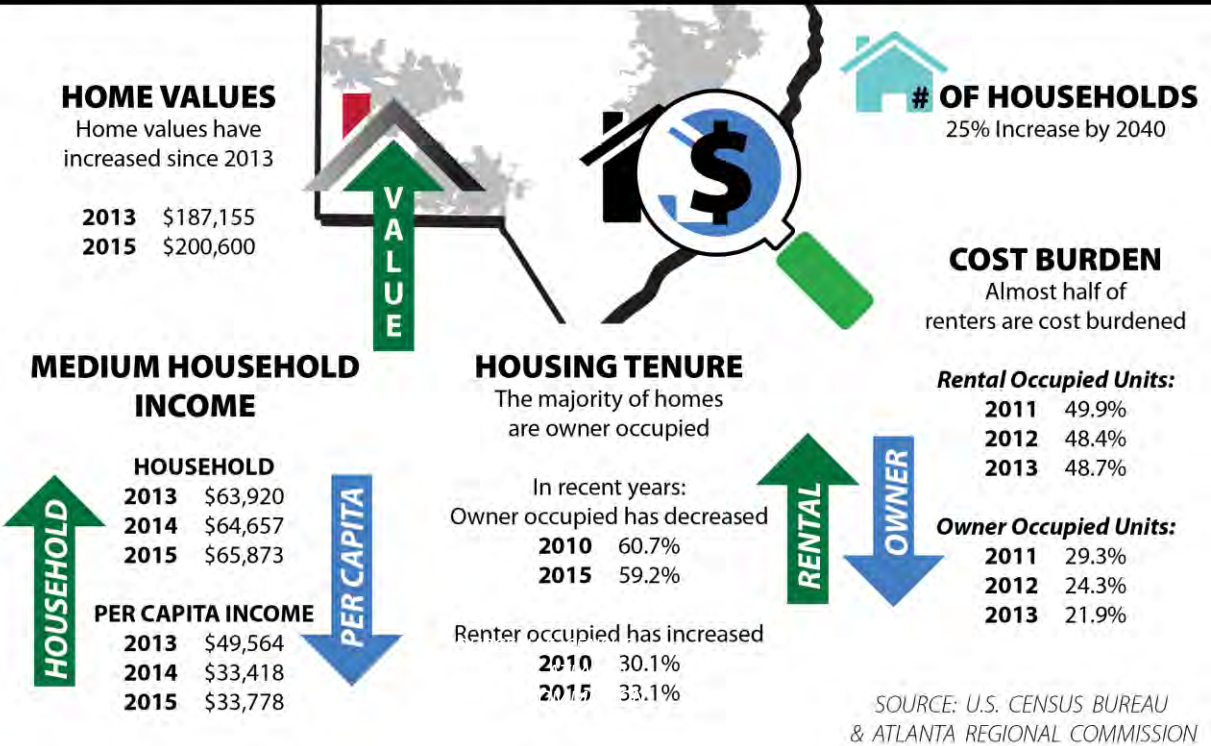 HOME VALUES
Home values have
increased since 2013
2013 $187,155
2015 $200,600
VALUE
$
# OF HOUSEHOLDS
25% Increase by 2040
COST BURDEN
Almost half of
renters are cost burdened
Rental Occupied Units:
2011 49.9%
2012 48.4%
2013 48.7%
Owner Occupied Units:
2011 29.3%
2012 24.3%
2013 21.9%
MEDIUM HOUSEHOLD
INCOME
HOUSEHOLD
HOUSEHOLD
2013 $63,920
2014 $64,657
2015 $65,873
PER CAPITA INCOME
2013 $49,564
2014 $33,418
2015 $33,778
PER CAPITA
HOUSING TENURE
The majority of homes
are owner occupied
In recent years:
Owner occupied has decreased
2010 60.7%
2015 59.2%
Renter occupied has increased
2010 30.1%
2015 33.1%
RENTAL
OWNER
SOURCE: U.S. CENSUS BUREAU
& ATLANTA REGIONAL COMMISSION